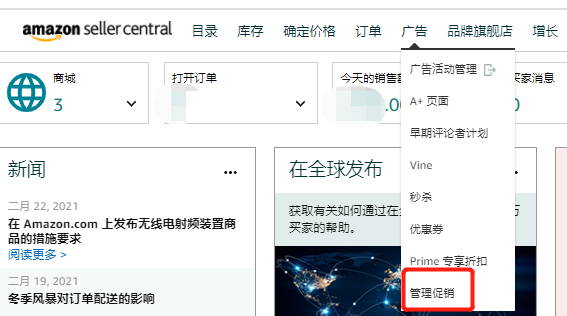 amazon seller central
目录 库存 确定价格 订单 广告 品牌旗舰店 增长
商城
3
打开订单
今天的销售额
买家消息
0
广告活动管理
A+ 页面
早期评论者计划
Vine
秒杀
优惠券
Prime 专享折扣
管理促销
新闻
...
二月 22, 2021
在 Amazon.com 上发布无线电射频装置商
品的措施要求
阅读更多 >
二月 19, 2021
冬季风暴对订单配送的影响
在全球发布
获取有关如何通过在全
买家的帮助。